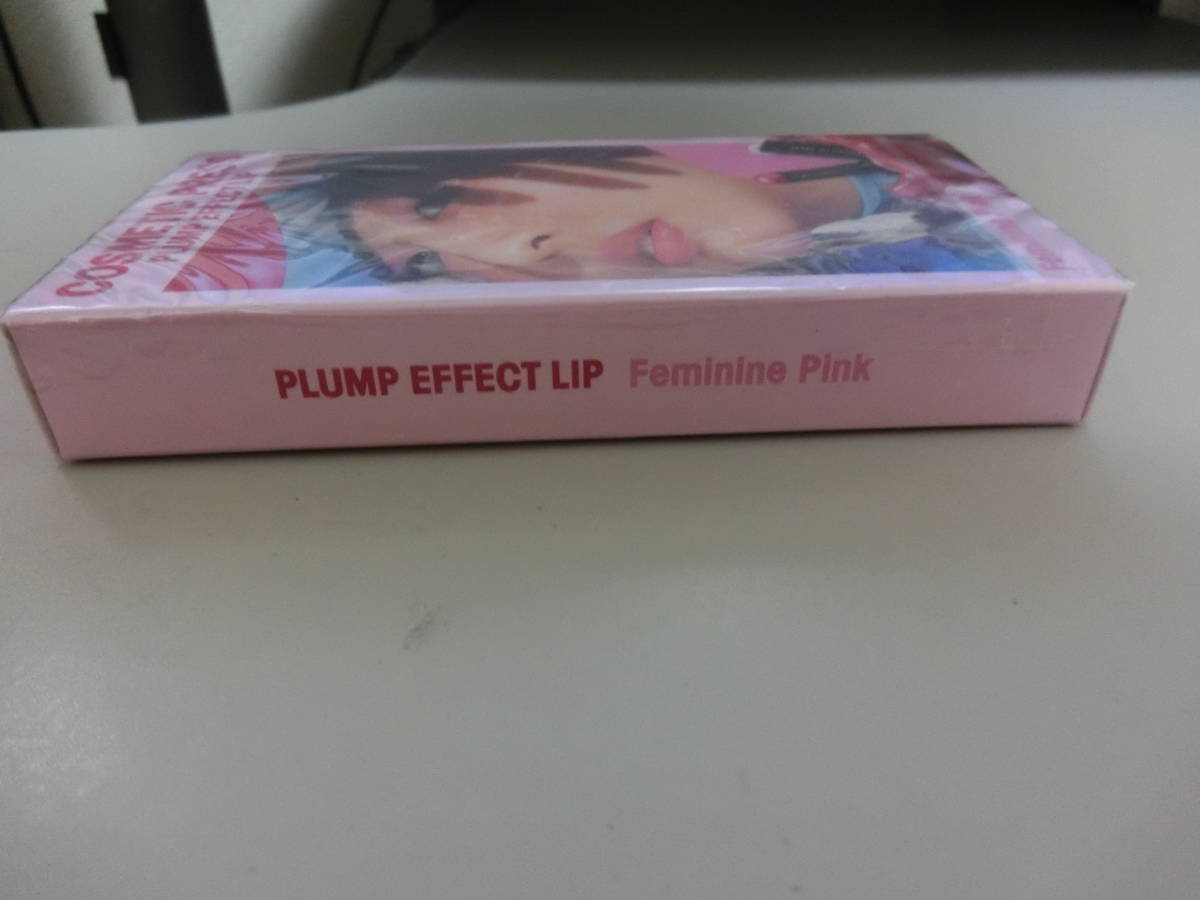 COSMETIC PRESS
PLUMP EFFECT LIP
PLUMP EFFECT LIP Feminine Pink